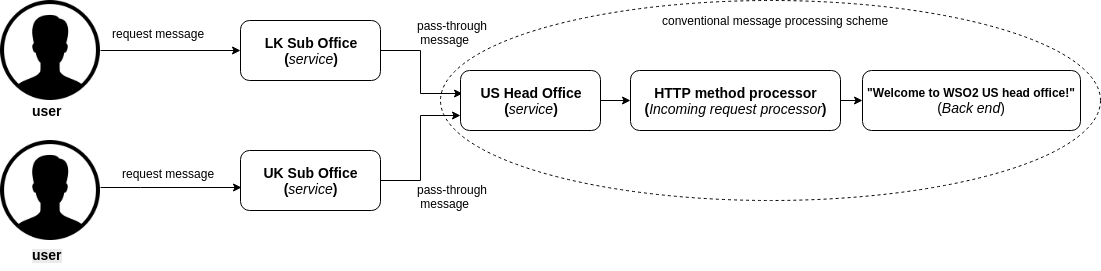 request message
user
LK Sub Office
(service)
pass-through
message
conventional message processing scheme
US Head Office
(service)
HTTP method processor
(Incoming request processor)
"Welcome to WSO2 US head office!"
(Back end)
request message
user
UK Sub Office
(service)
pass-through
message